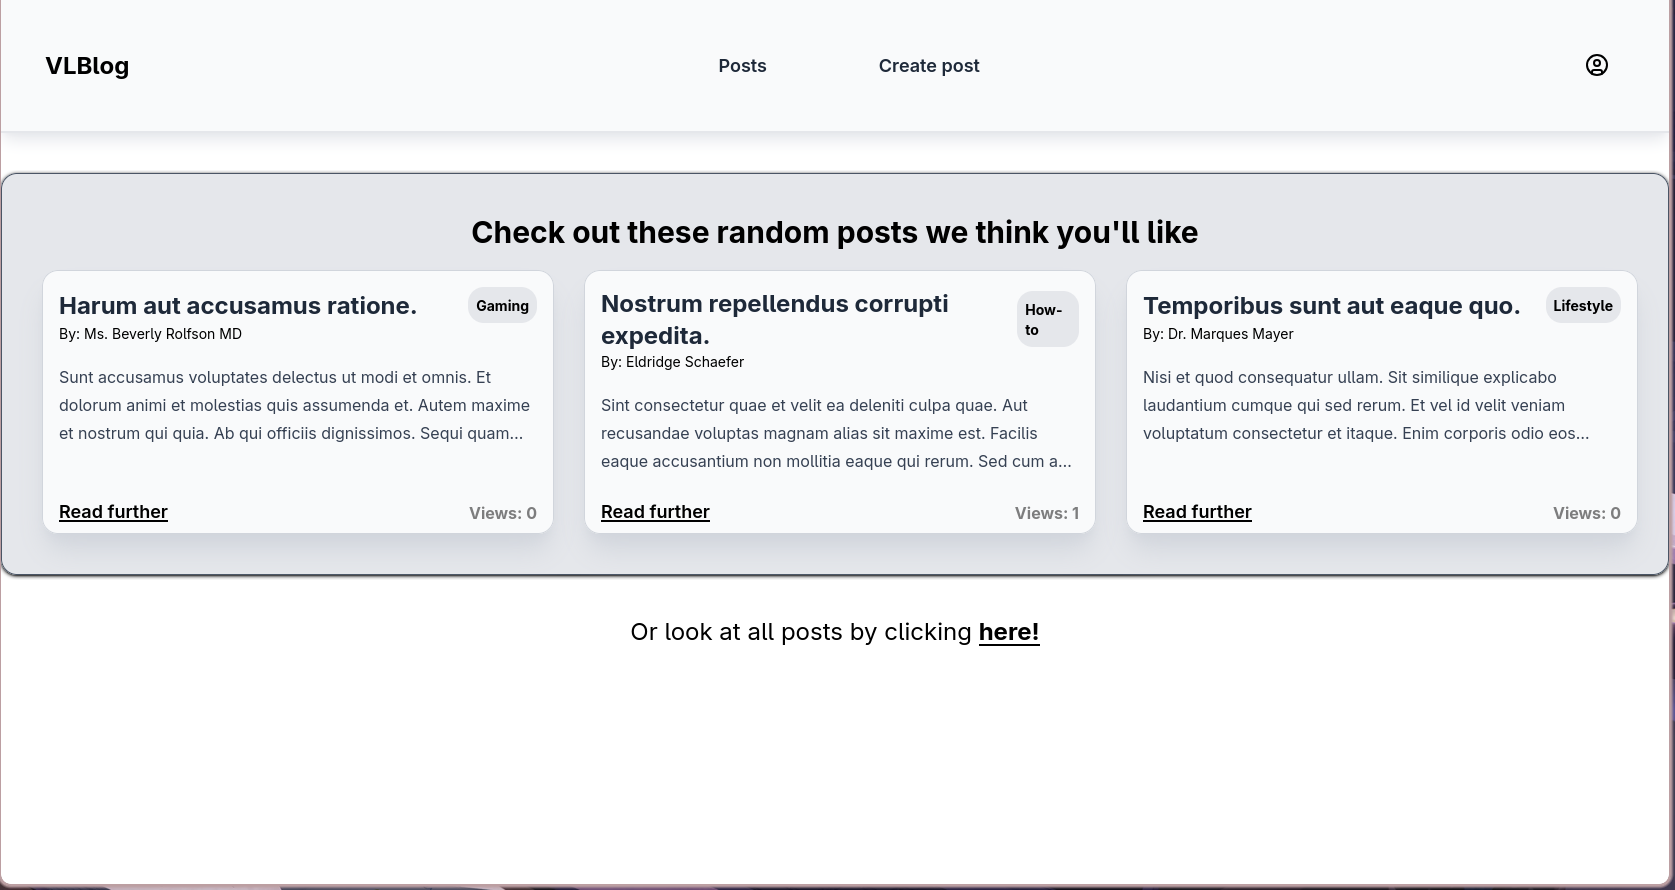 VLBlog
Posts
Create post
Check out these random posts we think you'll like
Harum aut accusamus ratione.
Gaming
By: Ms. Beverly Rolfson MD
Sunt accusamus voluptates delectus ut modi et omnis. Et
dolorum animi et molestias quis assumenda et. Autem maxime
et nostrum qui quia. Ab qui officiis dignissimos. Sequi quam...
Read further
Views: 0
Nostrum repellendus corrupti
expedita.
How-
to
By: Eldridge Schaefer
Sint consectetur quae et velit ea deleniti culpa quae. Aut
recusandae voluptas magnam alias sit maxime est. Facilis
eaque accusantium non mollitia eaque qui rerum. Sed cum a...
Read further
Views: 1
Temporibus sunt aut eaque quo.
Lifestyle
By: Dr. Marques Mayer
Nisi et quod consequatur ullam. Sit similique explicabo
laudantium cumque qui sed rerum. Et vel id velit veniam
voluptatum consectetur et itaque. Enim corporis odio eos...
Read further
Views: 0
Or look at all posts by clicking here!